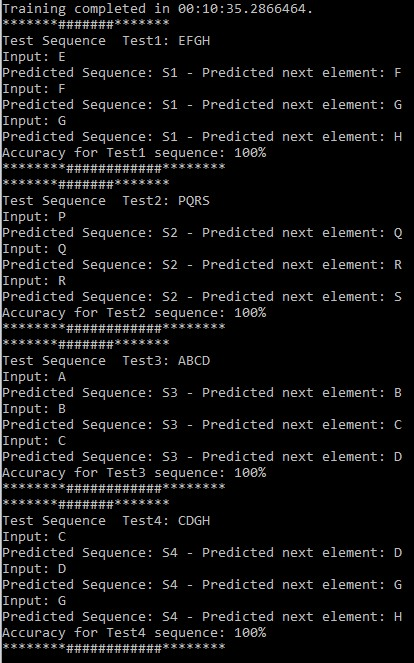 Training completed in 00:10:35.2866464.
*******#######*******
Test Sequence  Test1: EFGH
Input: E
Predicted Sequence: S1 - Predicted next element: F
Input: F
Predicted Sequence: S1 - Predicted next element: G
Input: G
Predicted Sequence: S1 - Predicted next element: H
Accuracy for Test1 sequence: 100%
********############********
*******#######*******
Test Sequence  Test2: PQRS
Input: P
Predicted Sequence: S2 - Predicted next element: Q
Input: Q
Predicted Sequence: S2 - Predicted next element: R
Input: R
Predicted Sequence: S2 - Predicted next element: S
Accuracy for Test2 sequence: 100%
********############********
*******#######*******
Test Sequence  Test3: ABCD
Input: A
Predicted Sequence: S3 - Predicted next element: B
Input: B
Predicted Sequence: S3 - Predicted next element: C
Input: C
Predicted Sequence: S3 - Predicted next element: D
Accuracy for Test3 sequence: 100%
********############********
*******#######*******
Test Sequence  Test4: CDGH
Input: C
Predicted Sequence: S4 - Predicted next element: D
Input: D
Predicted Sequence: S4 - Predicted next element: G
Input: G
Predicted Sequence: S4 - Predicted next element: H
Accuracy for Test4 sequence: 100%
********############********